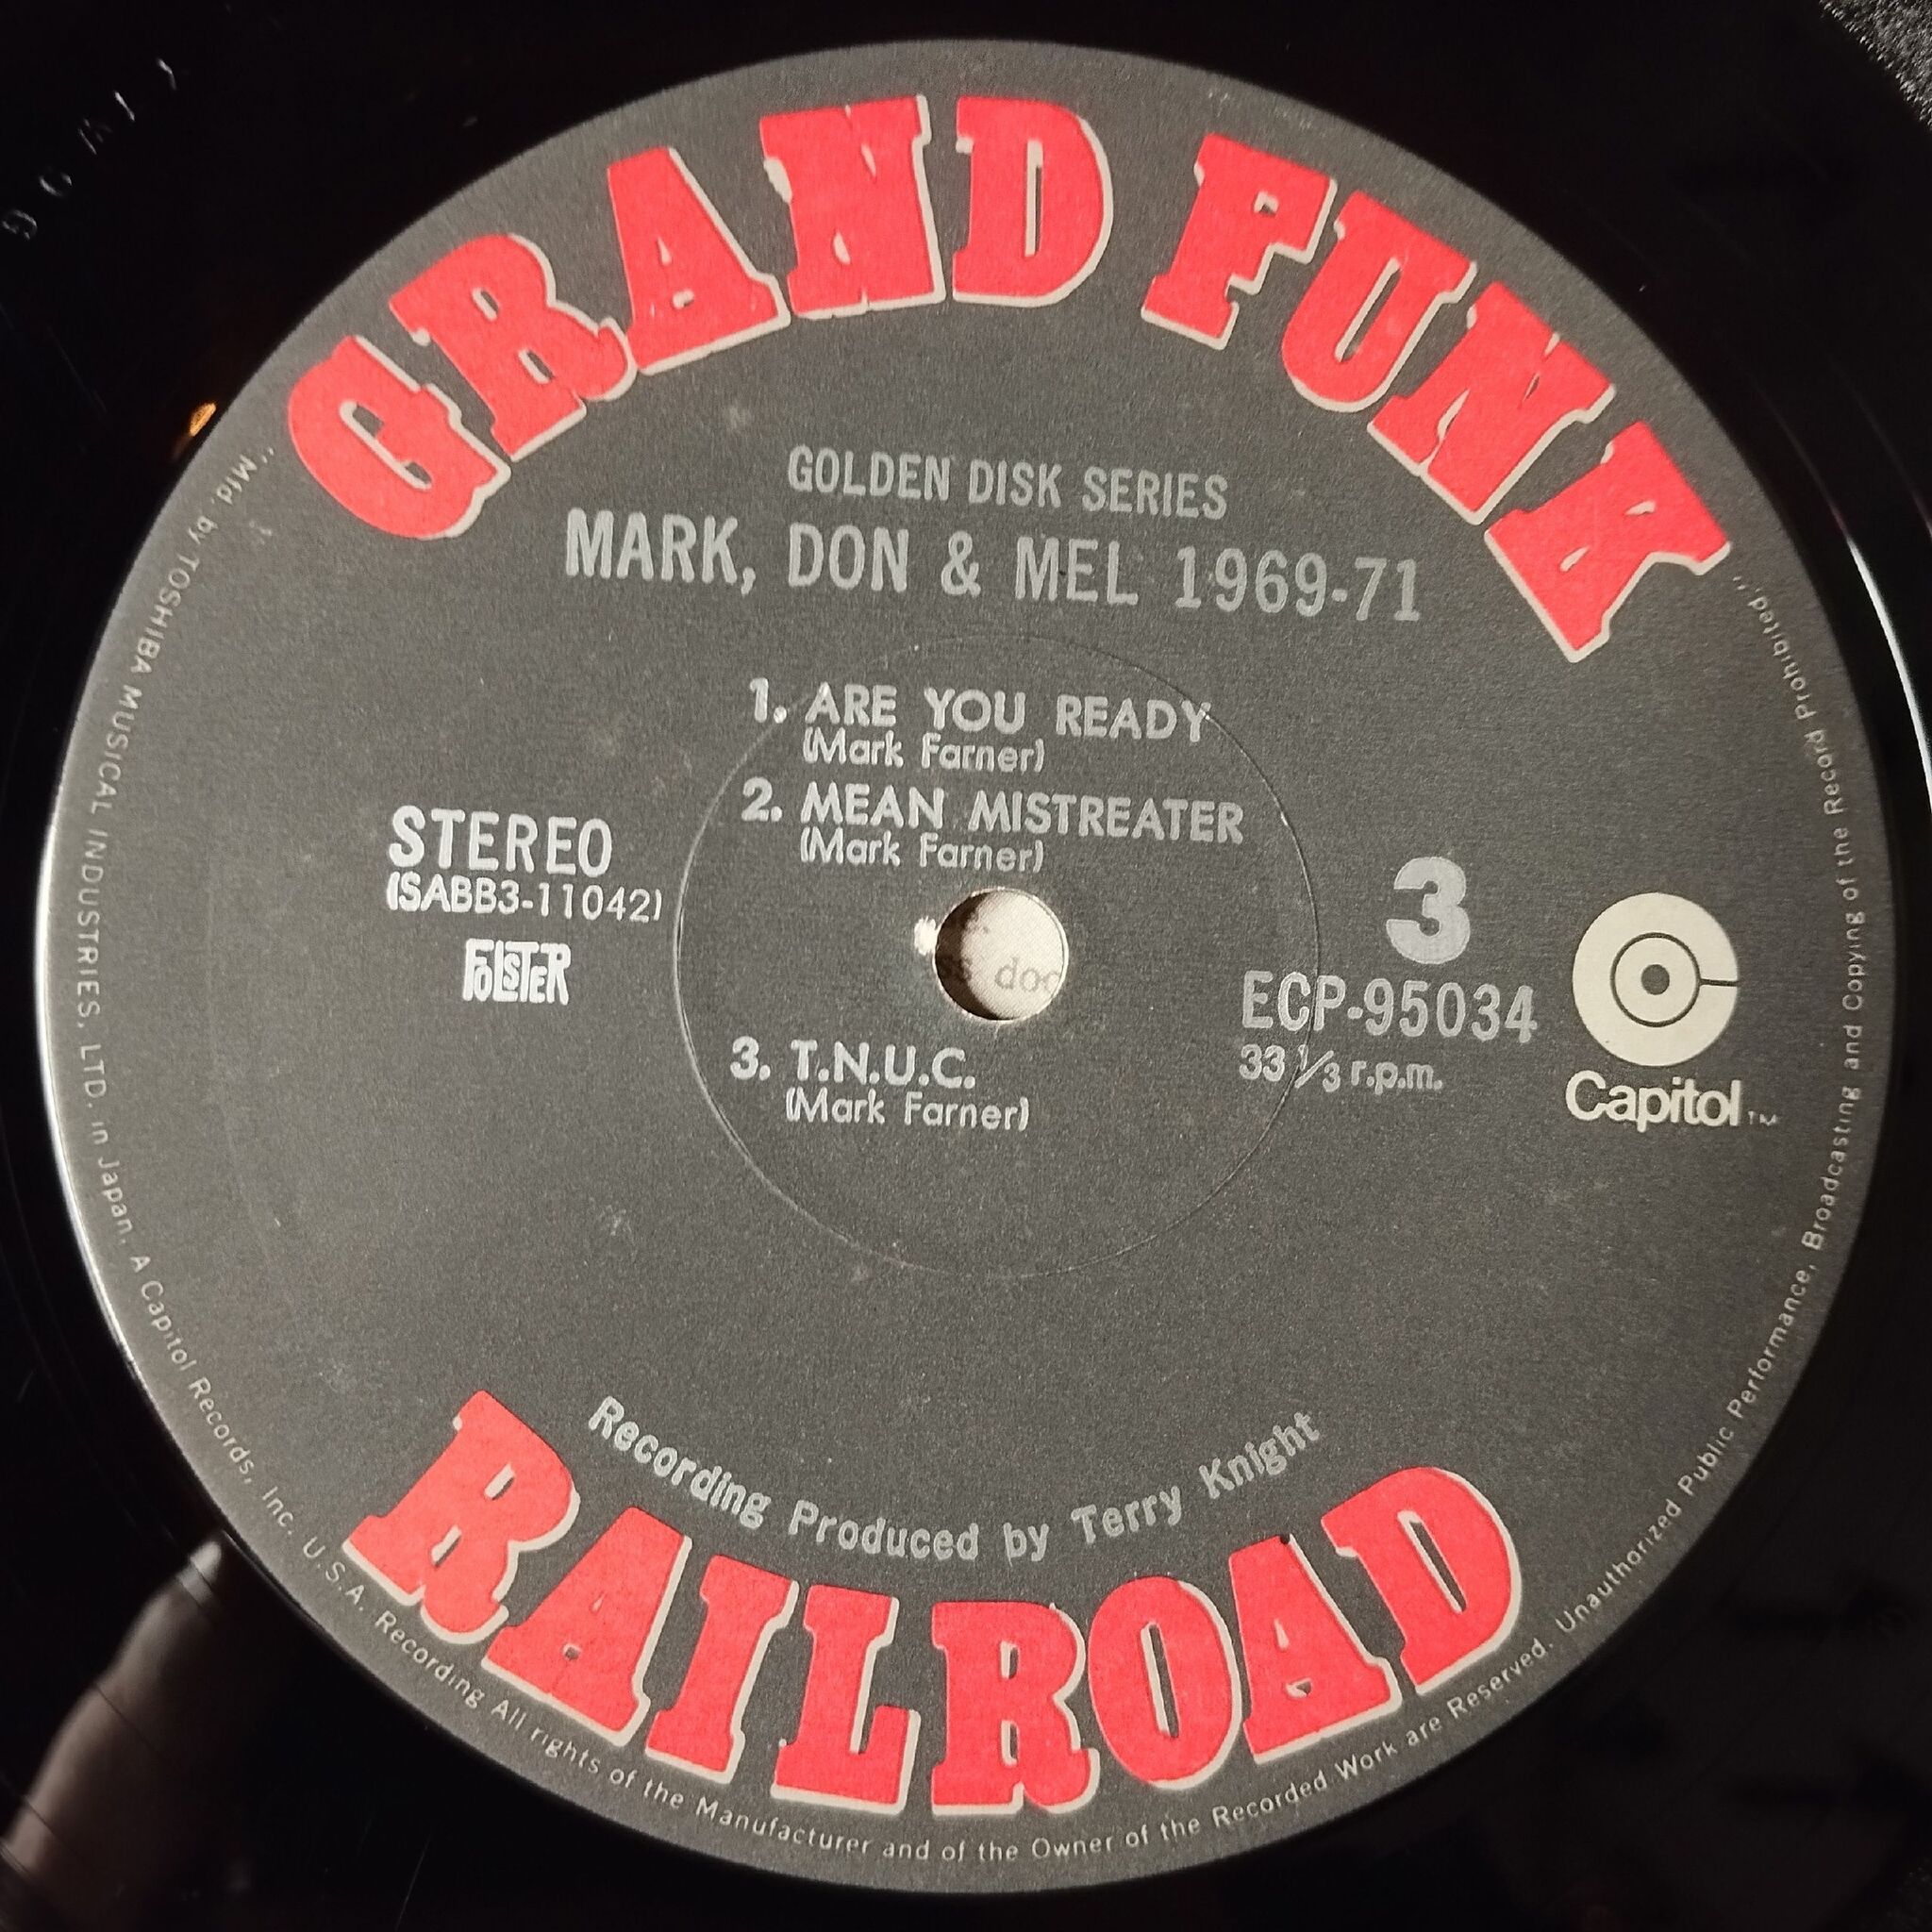 GRAND FUNK
GOLDEN DISK SERIES
MARK, DON & MEL 1969-71
1. ARE YOU READY
(Mark Farner)
2. MEAN MISTREATER
(Mark Farner)
STEREO
(SABB3-11042)
FOLSTER
3
ECP-95034
33 1/3 r.p.m.
Capitol™
3. T.N.U.C.
(Mark Farner)
Recording Produced by Terry Knight
RAILROAD
"Mfd. by TOSHIBA MUSICAL INDUSTRIES, LTD. in Japan. A Capitol Records, Inc. U.S.A. Recording All rights of the Manufacturer and of the Owner of the Recorded Work are Reserved. Unauthorized Public Performance, Broadcasting and Copying of the Record Prohibited."
doc